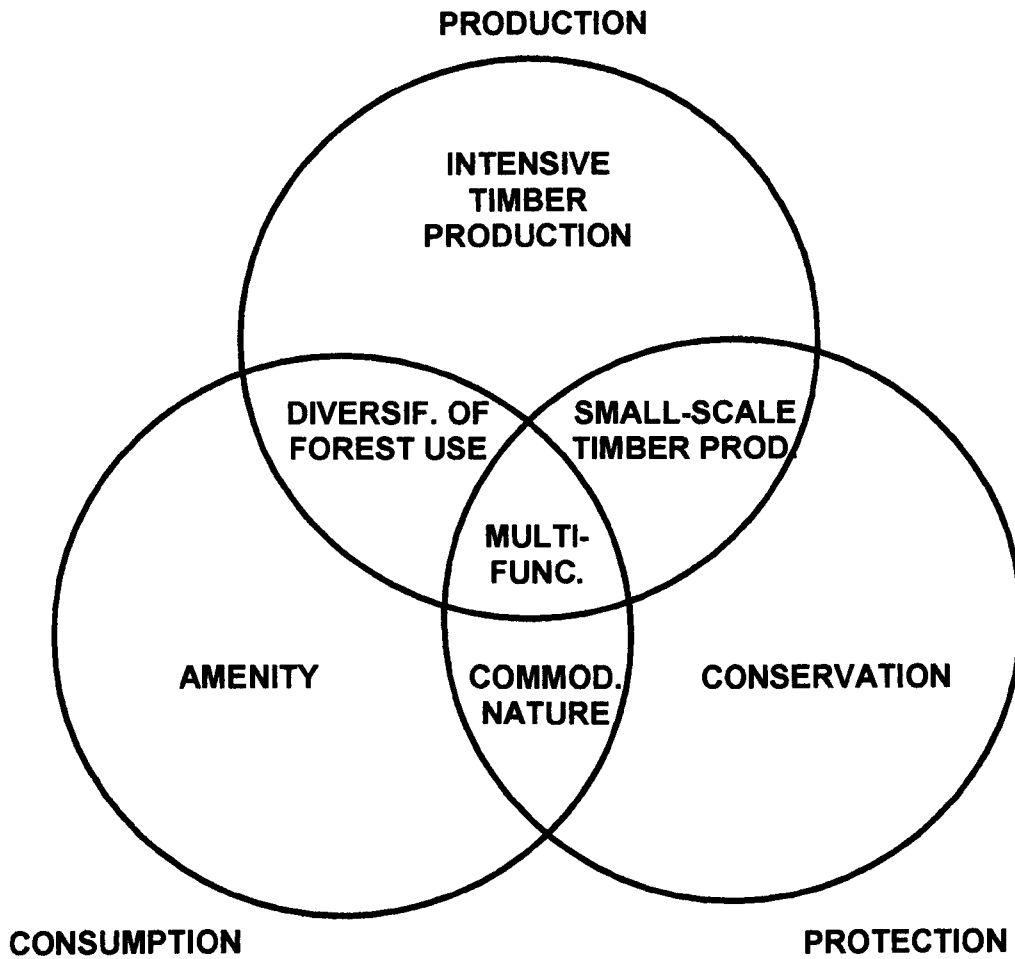 PRODUCTION
INTENSIVE
TIMBER
PRODUCTION
DIVERSIF. OF
FOREST USE
SMALL-SCALE
TIMBER PROD.
MULTI-
FUNC.
AMENITY
COMMOD.
NATURE
CONSERVATION
CONSUMPTION
PROTECTION